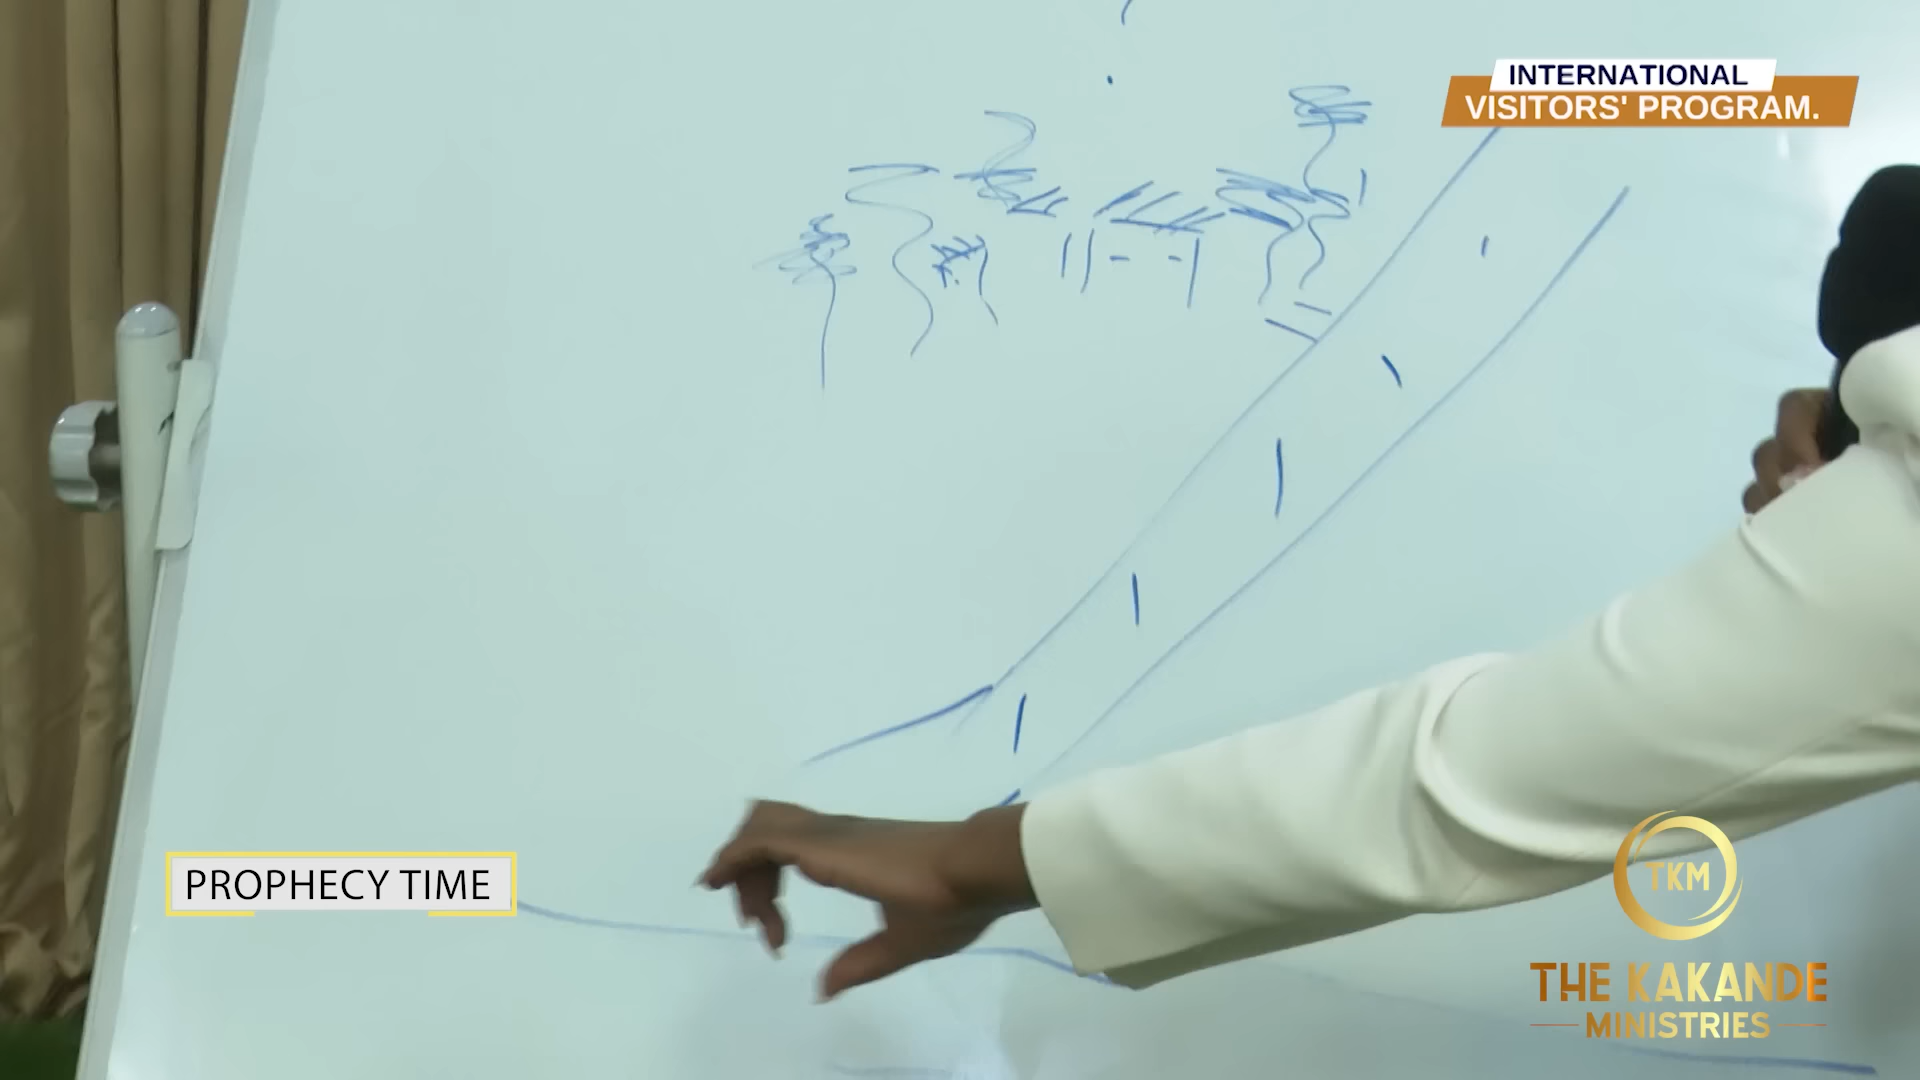 INTERNATIONAL
VISITORS' PROGRAM.
PROPHECY TIME
TKM
THE KAKANDE
MINISTRIES